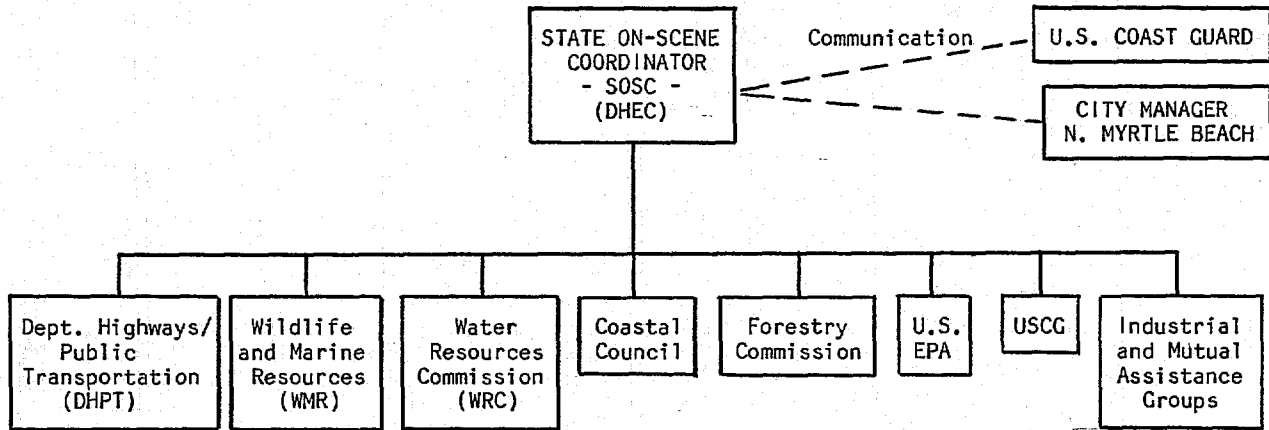 STATE ON-SCENE
COORDINATOR
- SOSC -
(DHEC)
Communication
U.S. COAST GUARD
CITY MANAGER
N. MYRTLE BEACH
Dept. Highways/
Public
Transportation
(DHPT)
Wildlife
and Marine
Resources
(WMR)
Water
Resources
Commission
(WRC)
Coastal
Council
Forestry
Commission
U.S.
EPA
USCG
Industrial
and Mutual
Assistance
Groups